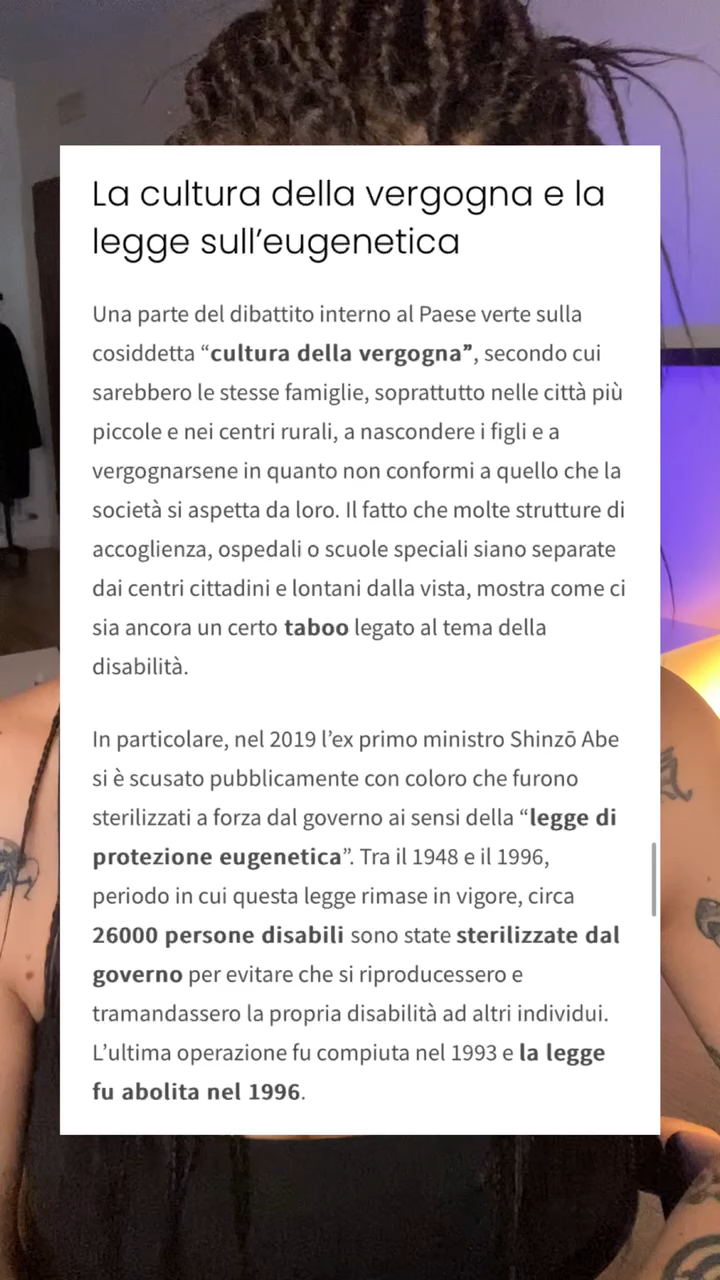 La cultura della vergogna e la
legge sull’eugenetica
Una parte del dibattito interno al Paese verte sulla
cosiddetta “cultura della vergogna”, secondo cui
sarebbero le stesse famiglie, soprattutto nelle città più
piccole e nei centri rurali, a nascondere i figli e a
vergognarsene in quanto non conformi a quello che la
società si aspetta da loro. Il fatto che molte strutture di
accoglienza, ospedali o scuole speciali siano separate
dai centri cittadini e lontani dalla vista, mostra come ci
sia ancora un certo taboo legato al tema della
disabilità.
In particolare, nel 2019 l’ex primo ministro Shinzō Abe
si è scusato pubblicamente con coloro che furono
sterilizzati a forza dal governo ai sensi della “legge di
protezione eugenetica”. Tra il 1948 e il 1996,
periodo in cui questa legge rimase in vigore, circa
26000 persone disabili sono state sterilizzate dal
governo per evitare che si riproducessero e
tramandassero la propria disabilità ad altri individui.
L’ultima operazione fu compiuta nel 1993 e la legge
fu abolita nel 1996.